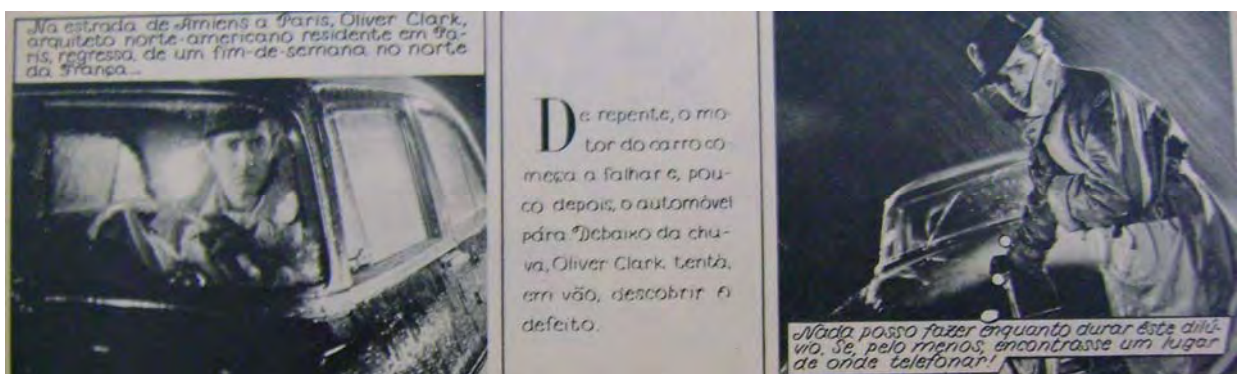 Na estrada de Amiens a Paris, Oliver Clark,
arquiteto norte-americano residente em Pa-
ris, regressa de um fim-de-semana no norte
da França...
De repente, o mo-
tor do carro co-
meça a falhar e, pou-
co depois, o automóvel
pára Debaixo da chu-
va, Oliver Clark tenta,
em vão, descobrir o
defeito.
Nada posso fazer enquanto durar êste dilú-
vio. Se, pelo menos, encontrasse um lugar
de onde telefonar!